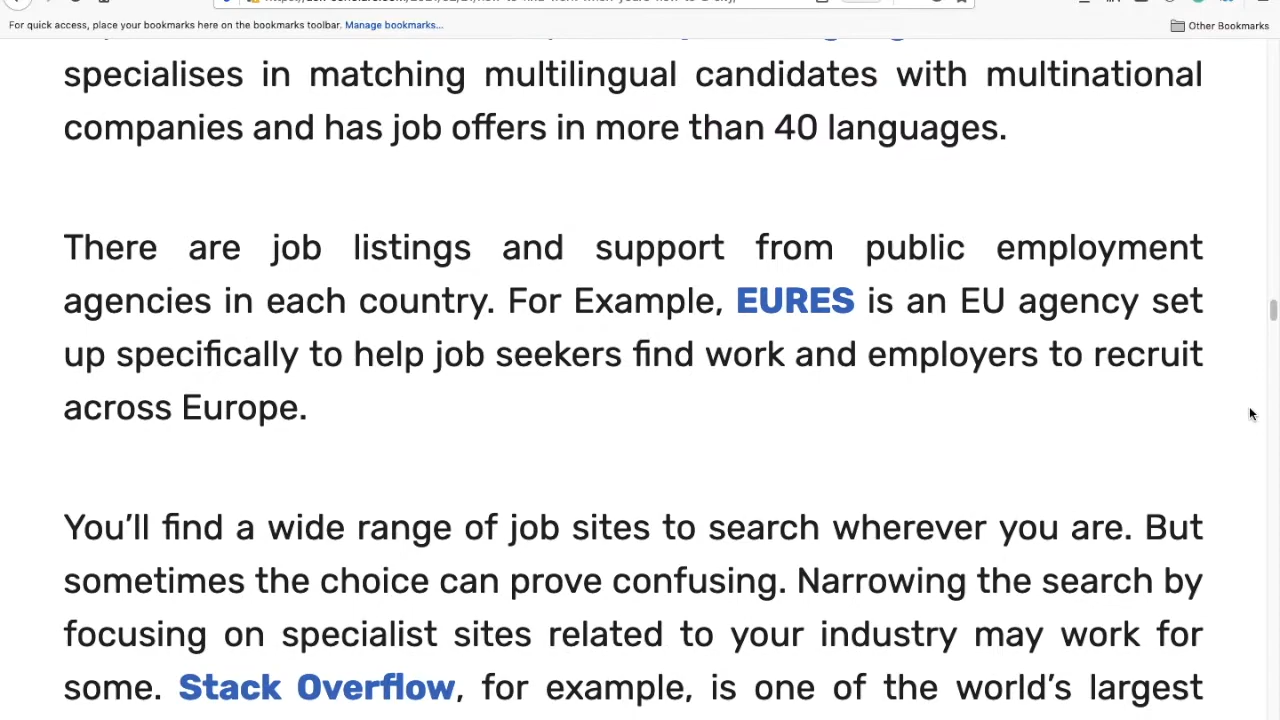 For quick access, place your bookmarks here on the bookmarks toolbar. Manage bookmarks...
Other Bookmarks
specialises in matching multilingual candidates with multinational
companies and has job offers in more than 40 languages.
There are job listings and support from public employment
agencies in each country. For Example, EURES is an EU agency set
up specifically to help job seekers find work and employers to recruit
across Europe.
You’ll find a wide range of job sites to search wherever you are. But
sometimes the choice can prove confusing. Narrowing the search by
focusing on specialist sites related to your industry may work for
some. Stack Overflow, for example, is one of the world’s largest